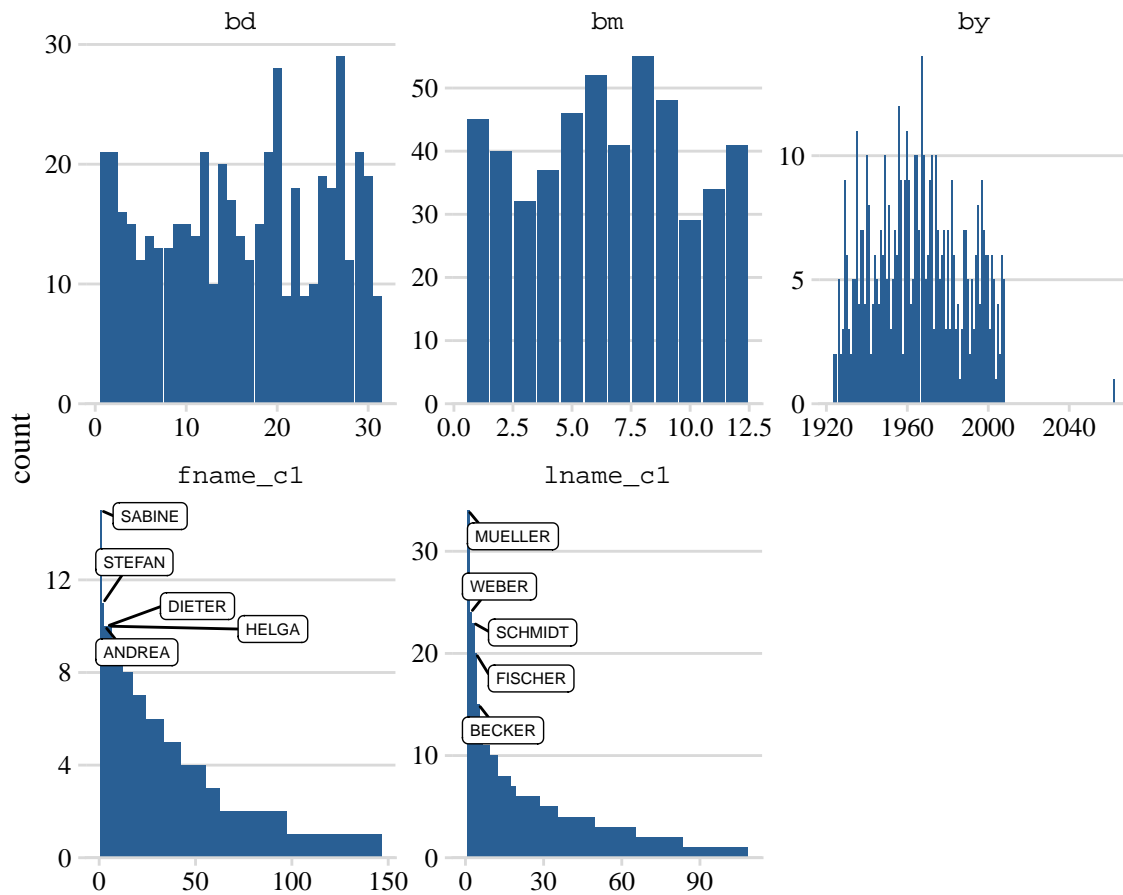 bd
bm
by
30
20
10
0
0
10
20
30
50
40
30
20
10
0
0.0
2.5
5.0
7.5
10.0
12.5
10
5
0
1920
1960
2000
2040
count
fname_c1
lname_c1
SABINE
STEFAN
DIETER
HELGA
ANDREA
12
8
4
0
0
50
100
150
MUELLER
WEBER
SCHMIDT
FISCHER
BECKER
30
20
10
0
0
30
60
90